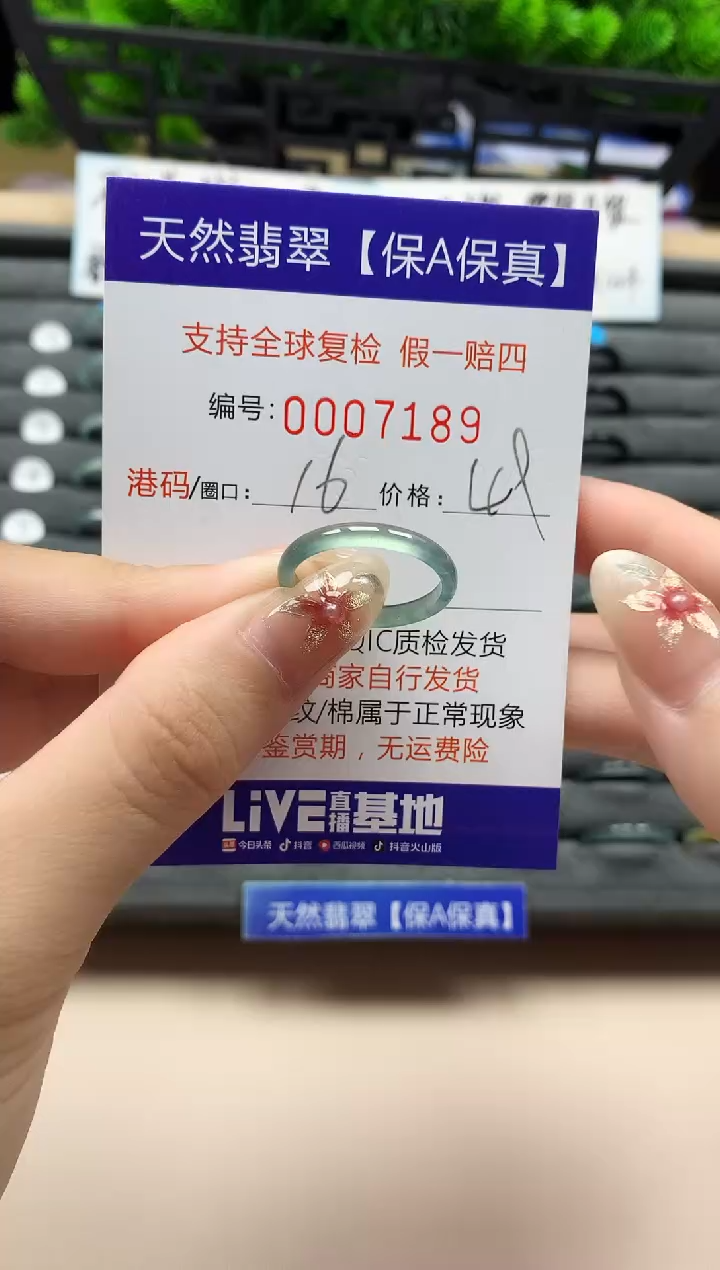 天然翡翠【保A保真】
支持全球复检 假一赔四
编号:0007189
港码/圈口: 16 价格:
QIC质检发货
商家自行发货
纹/棉属于正常现象
鉴赏期，无运费险
LiVE直播基地
今日头条 抖音 西瓜视频 抖音火山版
天然翡翠【保A保真】